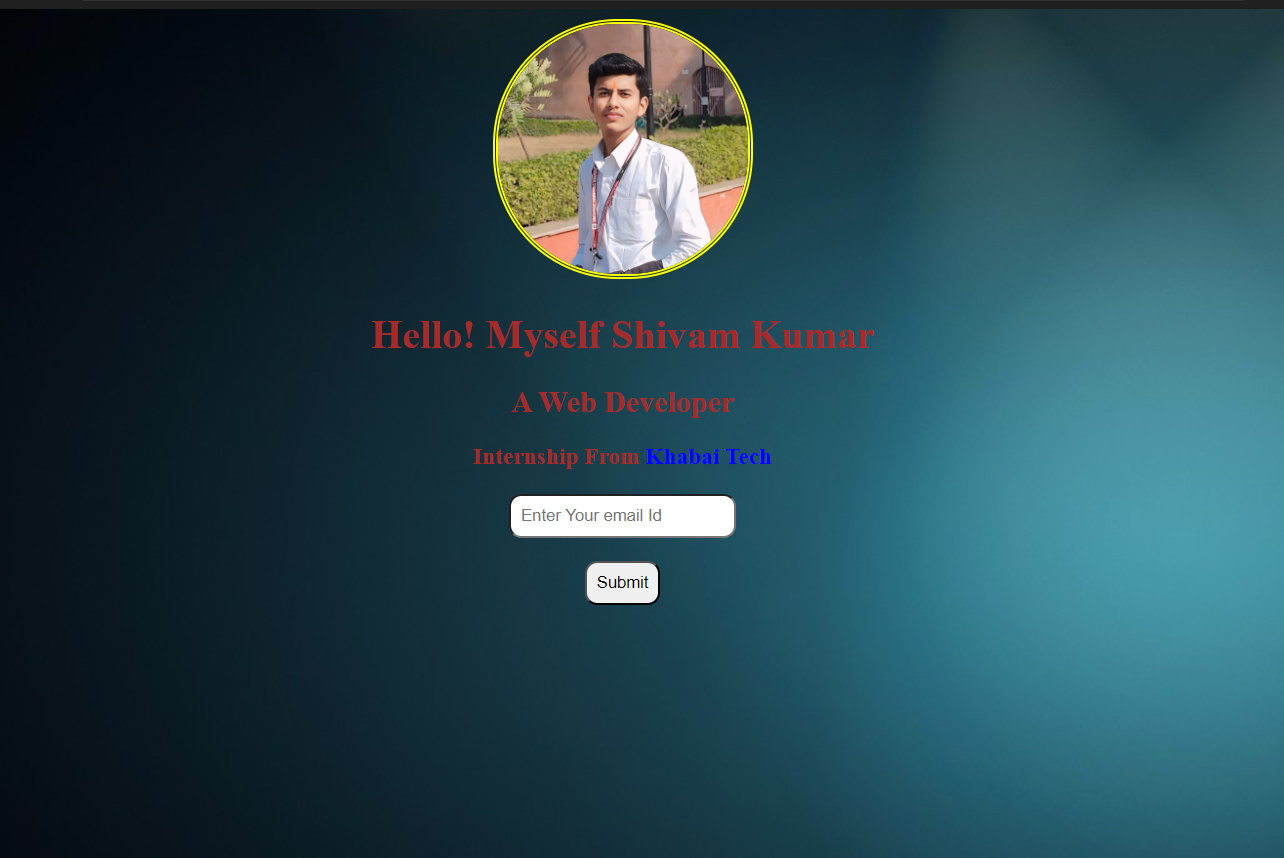 Hello! Myself Shivam Kumar
A Web Developer
Internship From Khabai Tech
Enter Your email Id
Submit